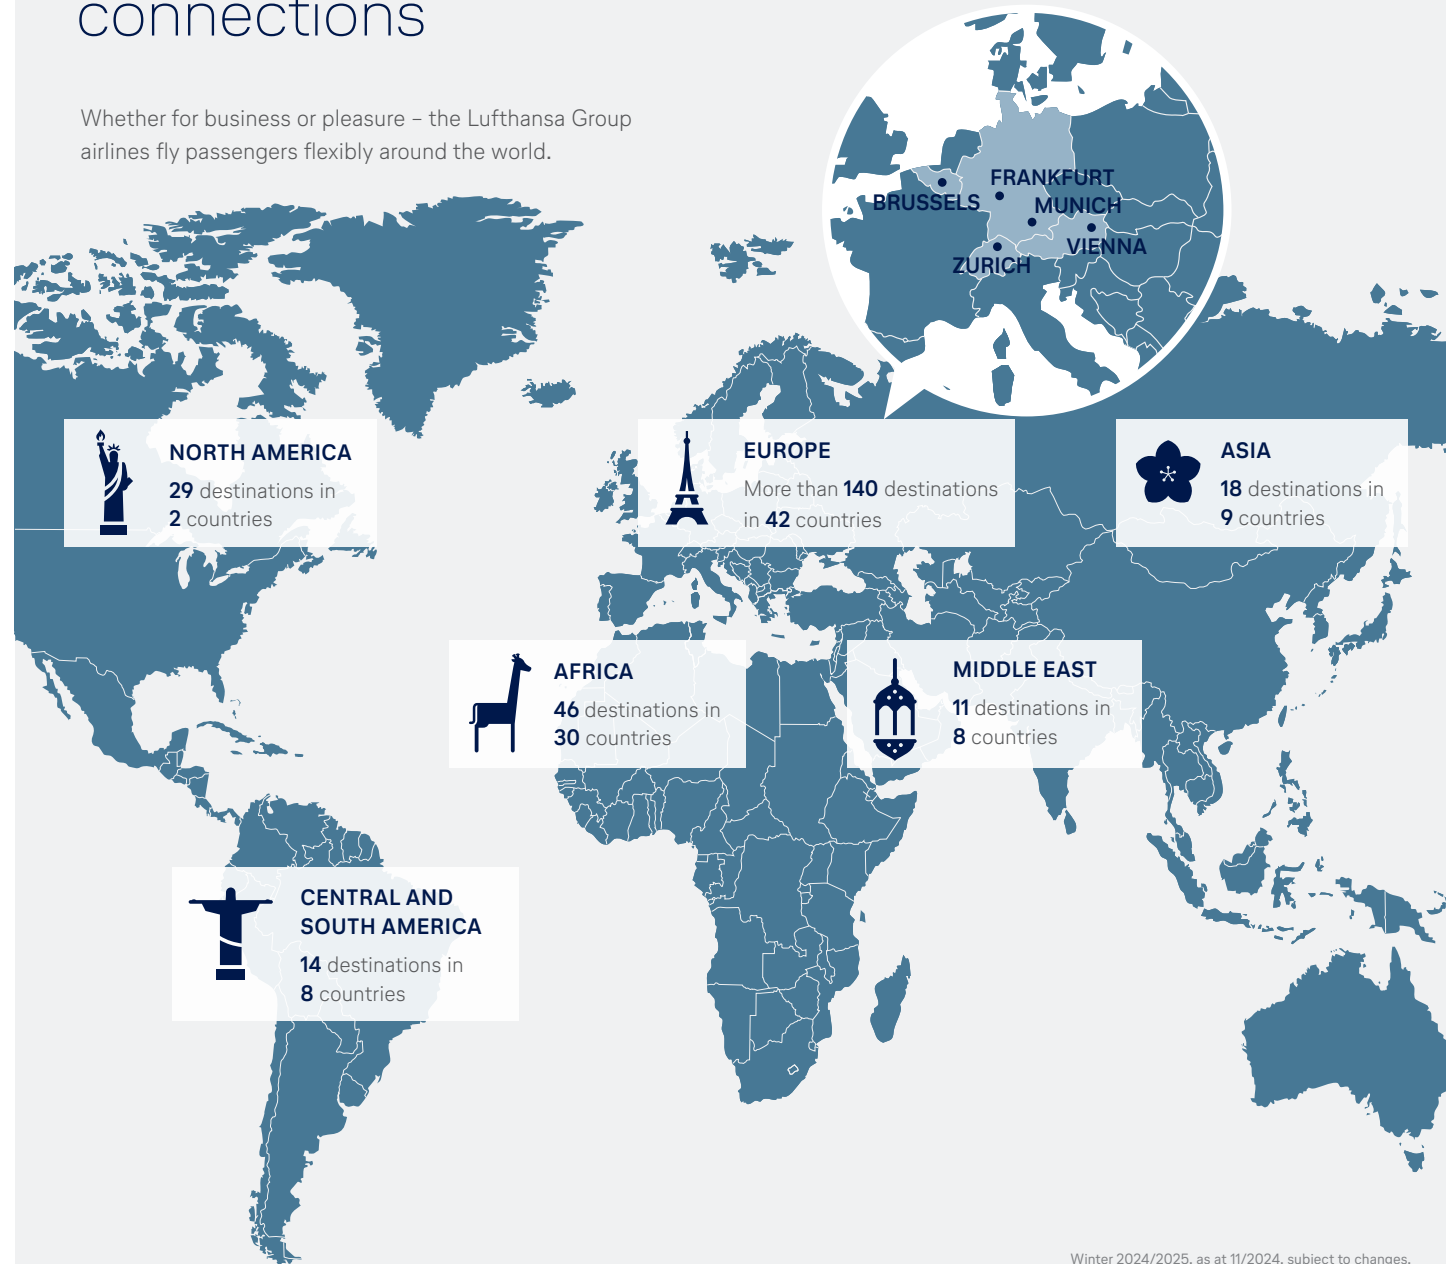 connections
Whether for business or pleasure – the Lufthansa Group
airlines fly passengers flexibly around the world.
FRANKFURT
BRUSSELS
MUNICH
VIENNA
ZURICH
NORTH AMERICA
29 destinations in
2 countries
EUROPE
More than 140 destinations
in 42 countries
ASIA
18 destinations in
9 countries
AFRICA
46 destinations in
30 countries
MIDDLE EAST
11 destinations in
8 countries
CENTRAL AND
SOUTH AMERICA
14 destinations in
8 countries
Winter 2024/2025, as at 11/2024, subject to changes.